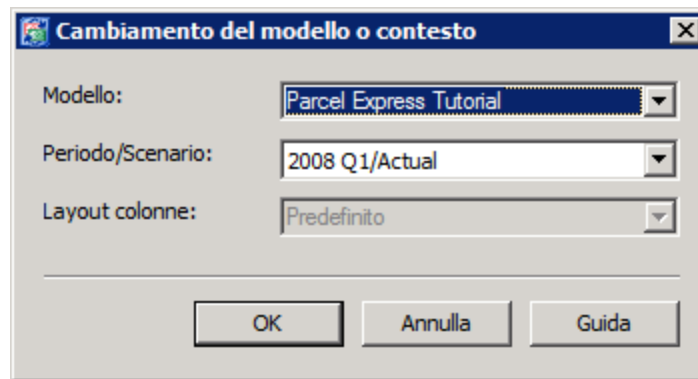 Cambiamento del modello o contesto
Modello: Parcel Express Tutorial
Periodo/Scenario: 2008 Q1/Actual
Layout colonne: Predefinito
OK Annulla Guida